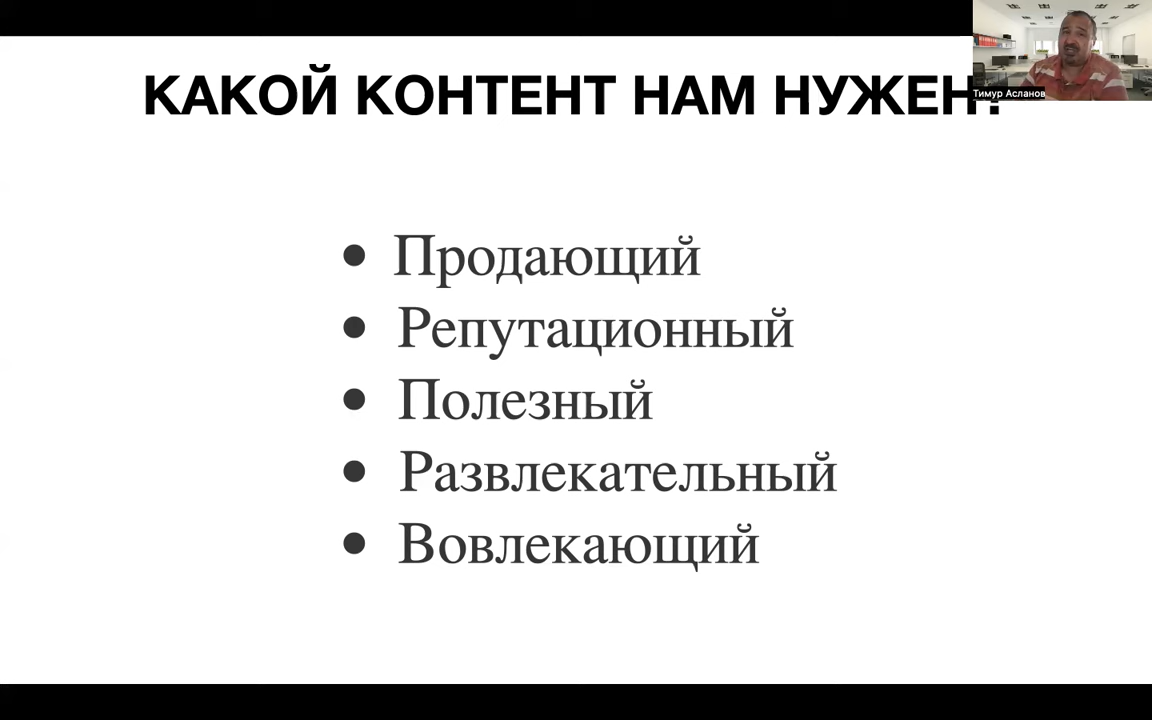 КАКОЙ КОНТЕНТ НАМ НУЖЕН?
Тимур Асланов
• Продающий
• Репутационный
• Полезный
• Развлекательный
• Вовлекающий